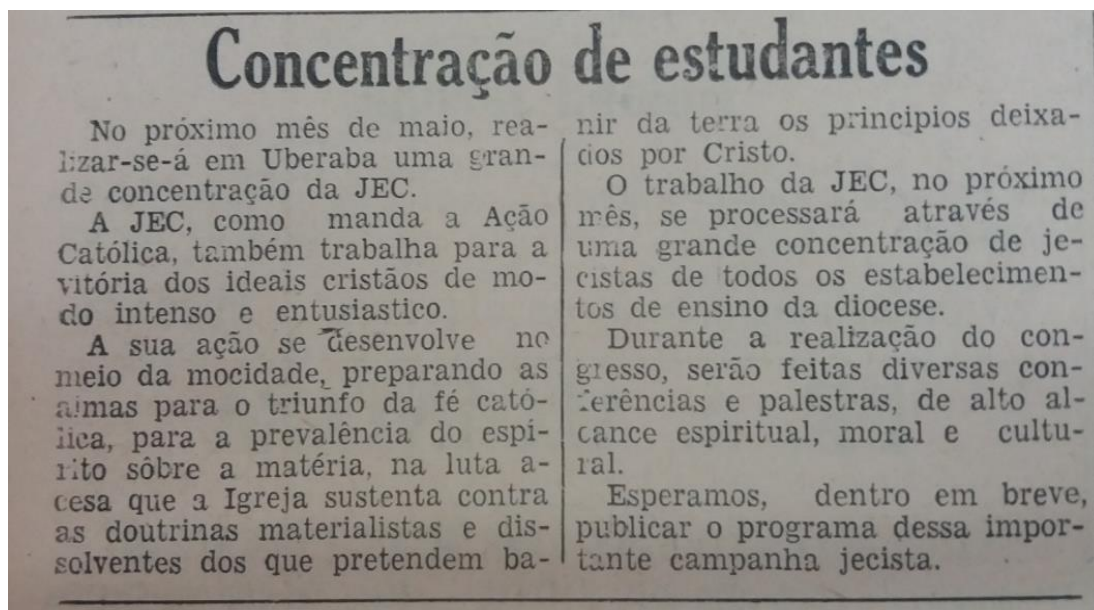 Concentração de estudantes
No próximo mês de maio, rea-
lizar-se-á em Uberaba uma gran-
de concentração da JEC.
A JEC, como manda a Ação
Católica, também trabalha para a
vitória dos ideais cristãos de mo-
do intenso e entusiastico.
A sua ação se desenvolve no
meio da mocidade, preparando as
almas para o triunfo da fé cató-
lica, para a prevalência do espí-
rito sôbre a matéria, na luta a-
cesa que a Igreja sustenta contra
as doutrinas materialistas e dis-
solventes dos que pretendem ba-
nir da terra os principios deixa-
dos por Cristo.
O trabalho da JEC, no próximo
mês, se processará através de
uma grande concentração de je-
cistas de todos os estabelecimen-
tos de ensino da diocese.
Durante a realização do con-
gresso, serão feitas diversas con-
ferências e palestras, de alto al-
cance espiritual, moral e cultu-
ral.
Esperamos, dentro em breve,
publicar o programa dessa impor-
tante campanha jecista.